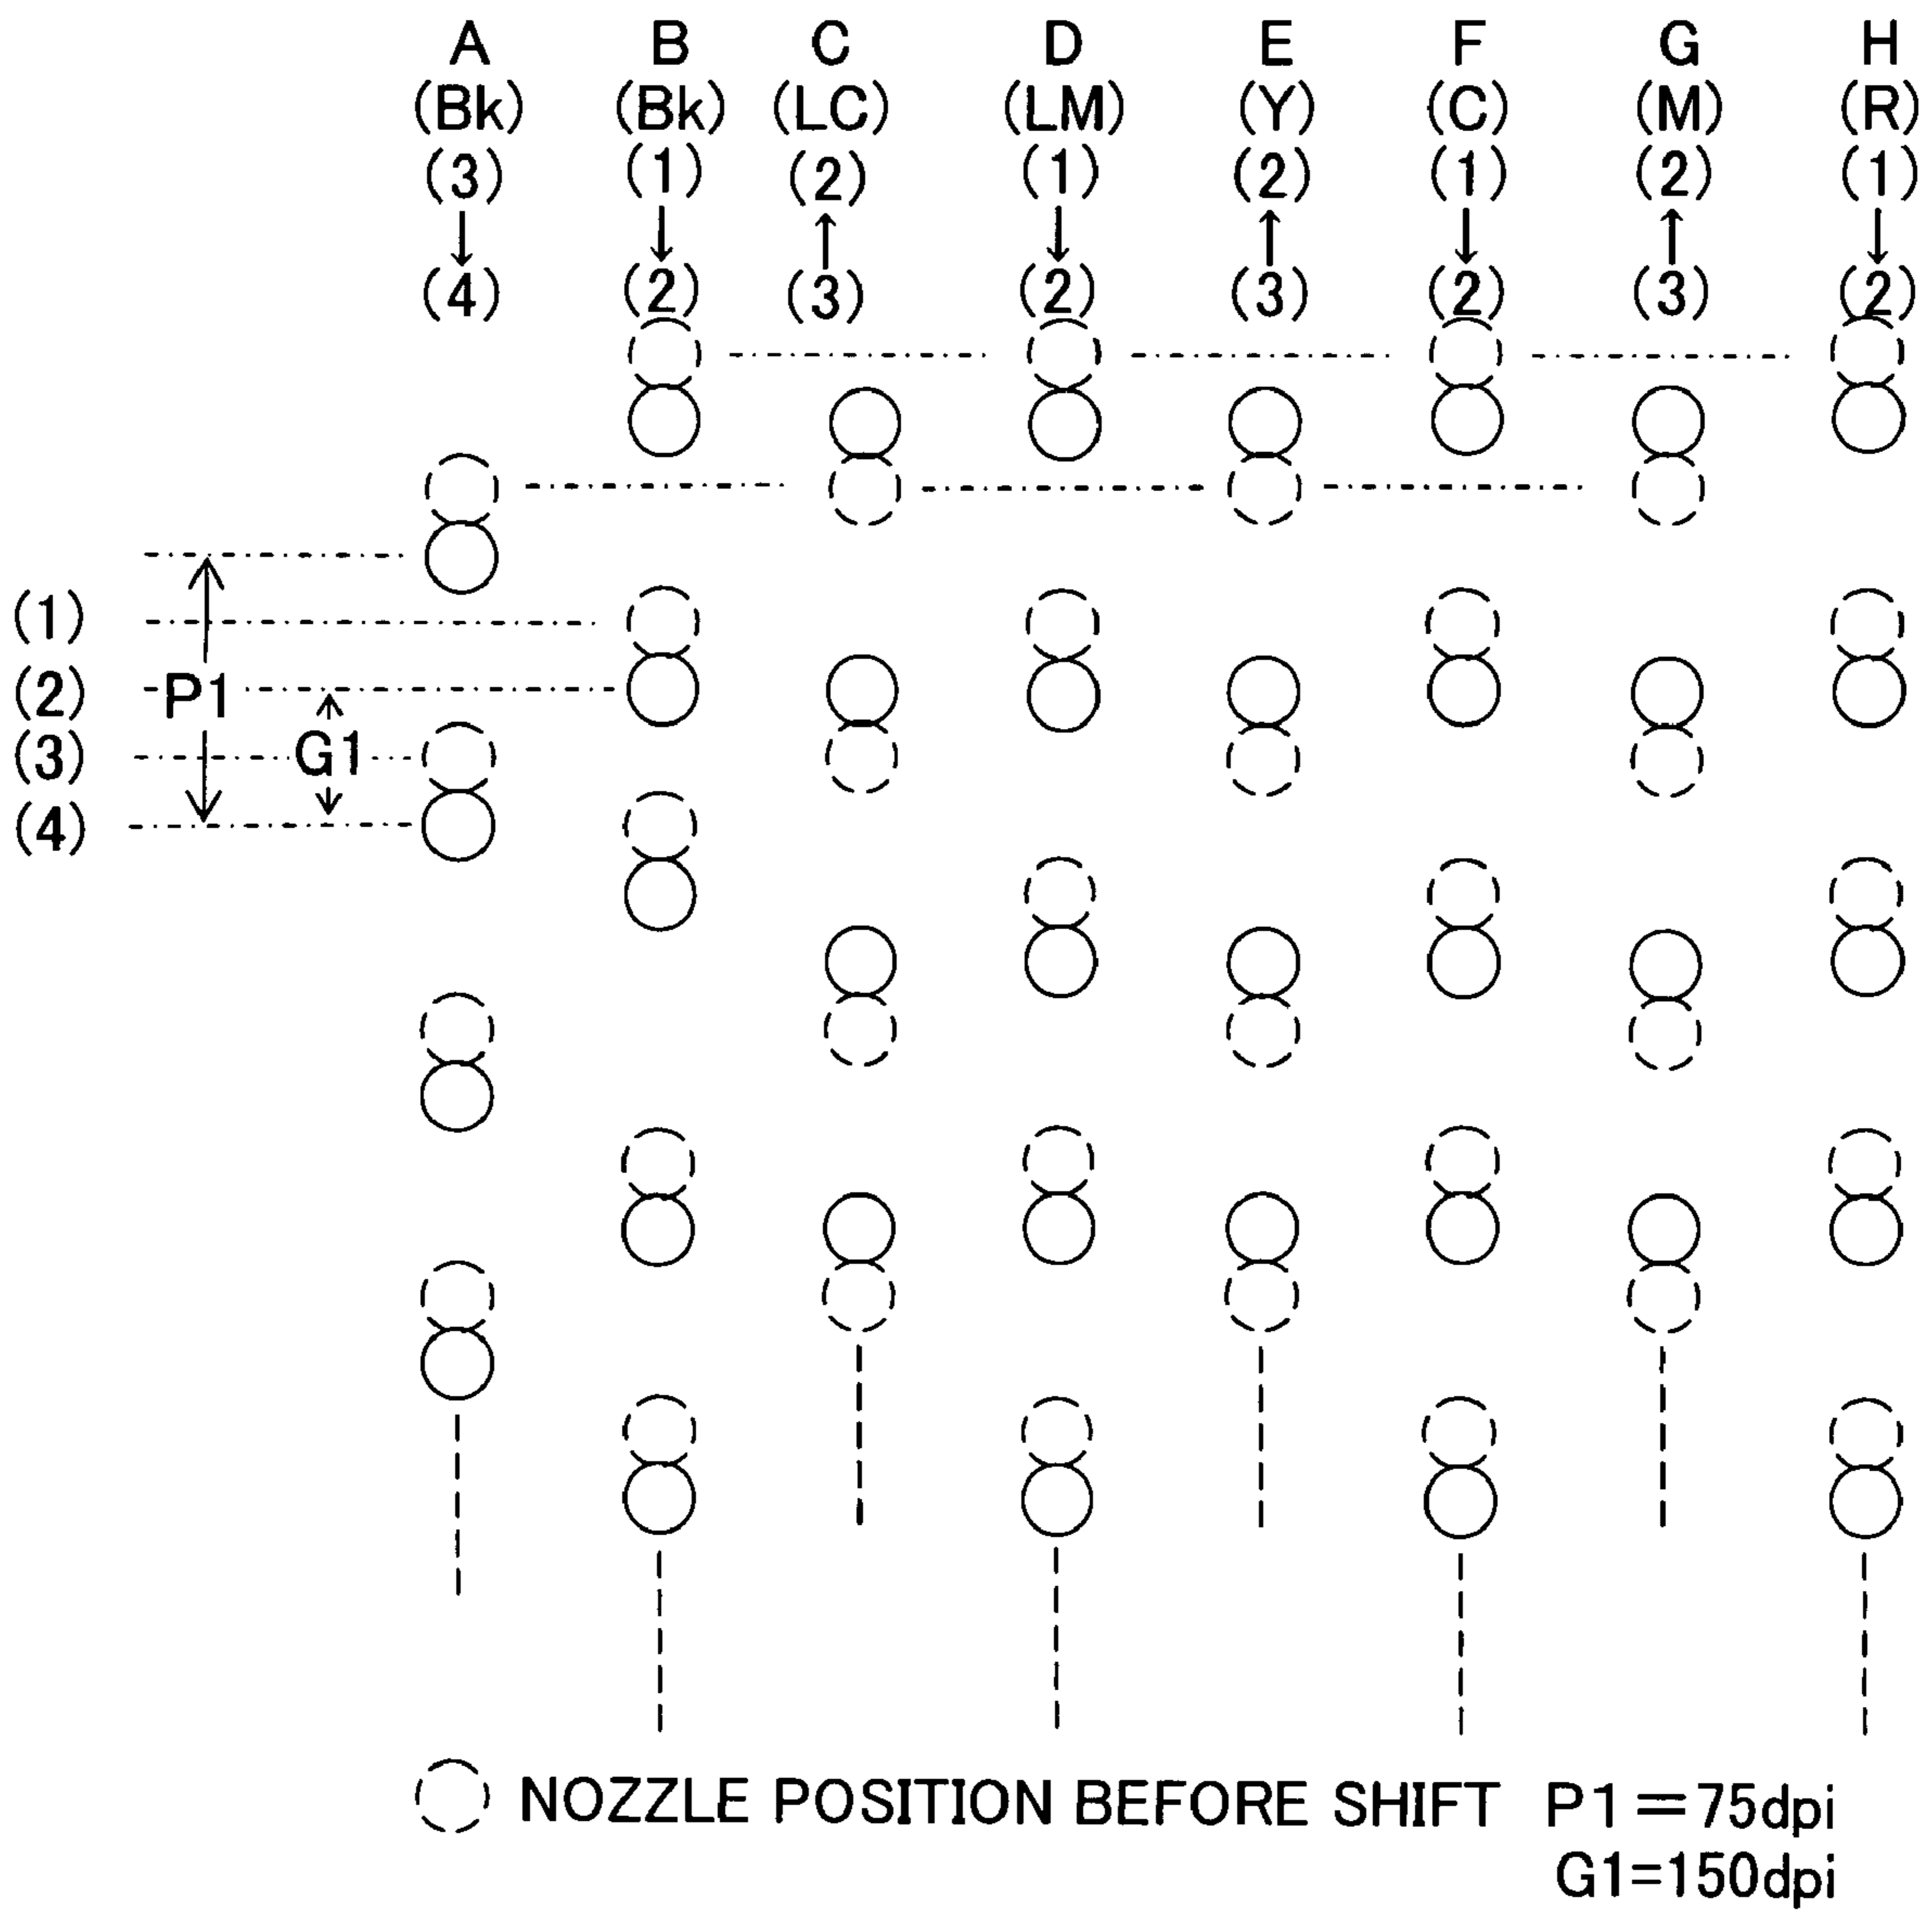 A B C D E F G H
(Bk) (Bk) (LC) (LM) (Y) (C) (M) (R)
(3) (1) (2) (1) (2) (1) (2) (1)
(4) (2) (3) (2) (3) (2) (3) (2)
(1)
(2) P1
(3) G1
(4)
NOZZLE POSITION BEFORE SHIFT P1=75dpi
G1=150dpi